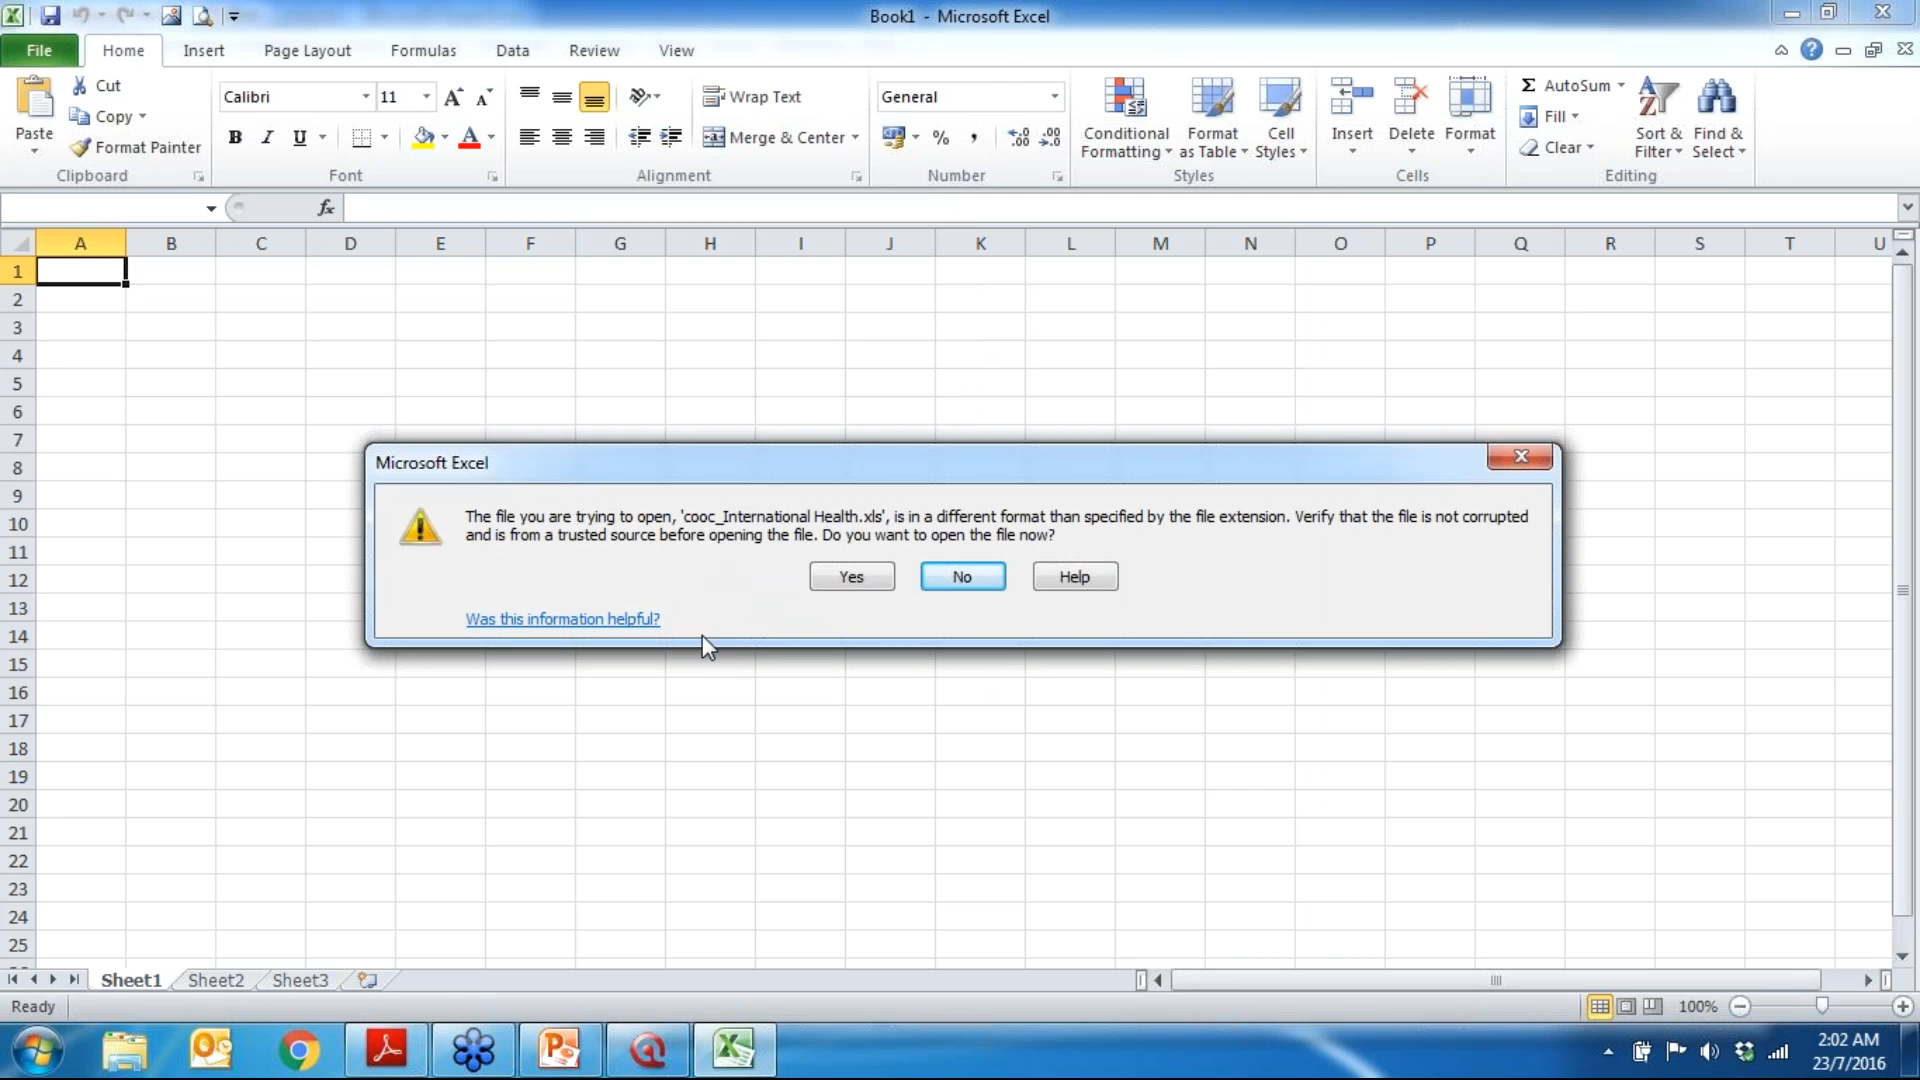 Book1 - Microsoft Excel
File Home Insert Page Layout Formulas Data Review View
Paste
Cut
Copy
Format Painter
Clipboard
Calibri 11
B I U A
Font
Wrap Text
Merge & Center
Alignment
General
% ,
Number
Conditional Formatting
Format as Table
Cell Styles
Styles
Insert Delete Format
Cells
Σ AutoSum
Fill
Clear
Sort & Filter
Find & Select
Editing
fx
A B C D E F G H I J K L M N O P Q R S T U
1
2
3
4
5
6
7
8
9
10
11
12
13
14
15
16
17
18
19
20
21
22
23
24
25
Microsoft Excel
The file you are trying to open, 'cooc_International Health.xls', is in a different format than specified by the file extension. Verify that the file is not corrupted
and is from a trusted source before opening the file. Do you want to open the file now?
Yes No Help
Was this information helpful?
Sheet1 Sheet2 Sheet3
Ready
100%
2:02 AM
23/7/2016